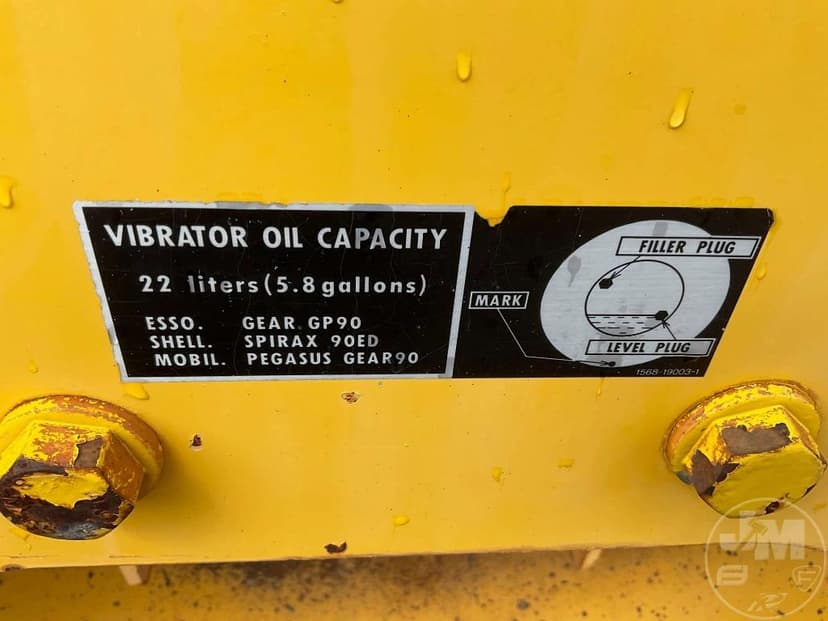 VIBRATOR OIL CAPACITY
22 liters (5.8 gallons)
ESSO. GEAR GP90
SHELL. SPIRAX 90ED
MOBIL. PEGASUS GEAR90
FILLER PLUG
MARK
LEVEL PLUG
1568-19003-1
JM
B F